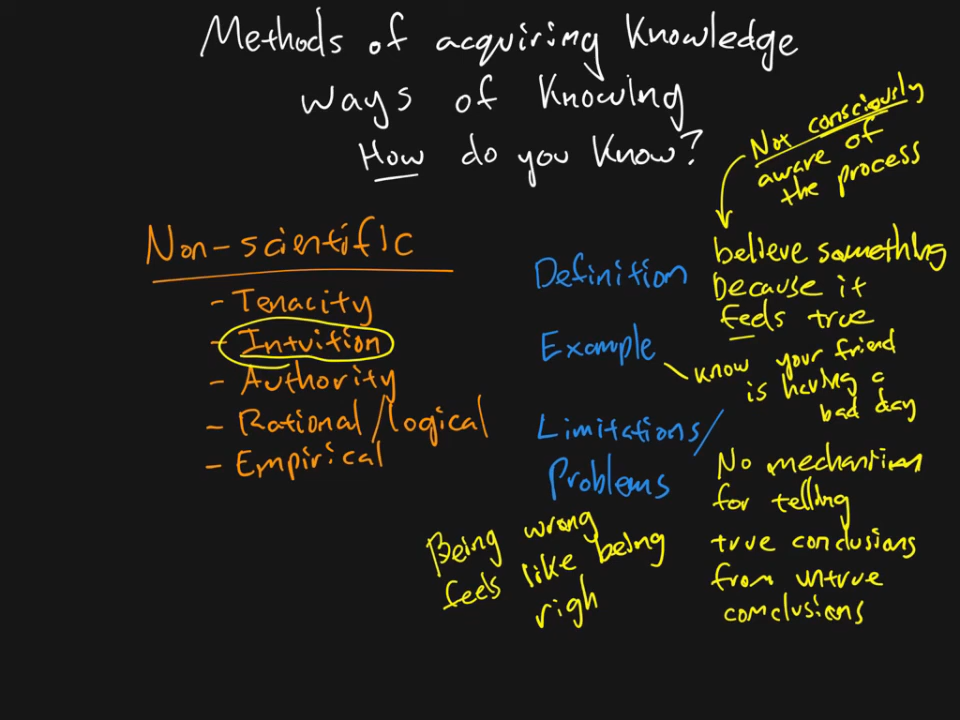 Methods of acquiring Knowledge
Ways of Knowing
How do you know?
Non-scientific
- Tenacity
- Intuition
- Authority
- Rational/logical
- Empirical
Definition
Not consciously
aware of
the process
believe something
because it
feels true
Example
know your friend
is having a
bad day
Limitations/
Problems
No mechanism
for telling
true conclusions
from untrue
conclusions
Being wrong
feels like being
righ